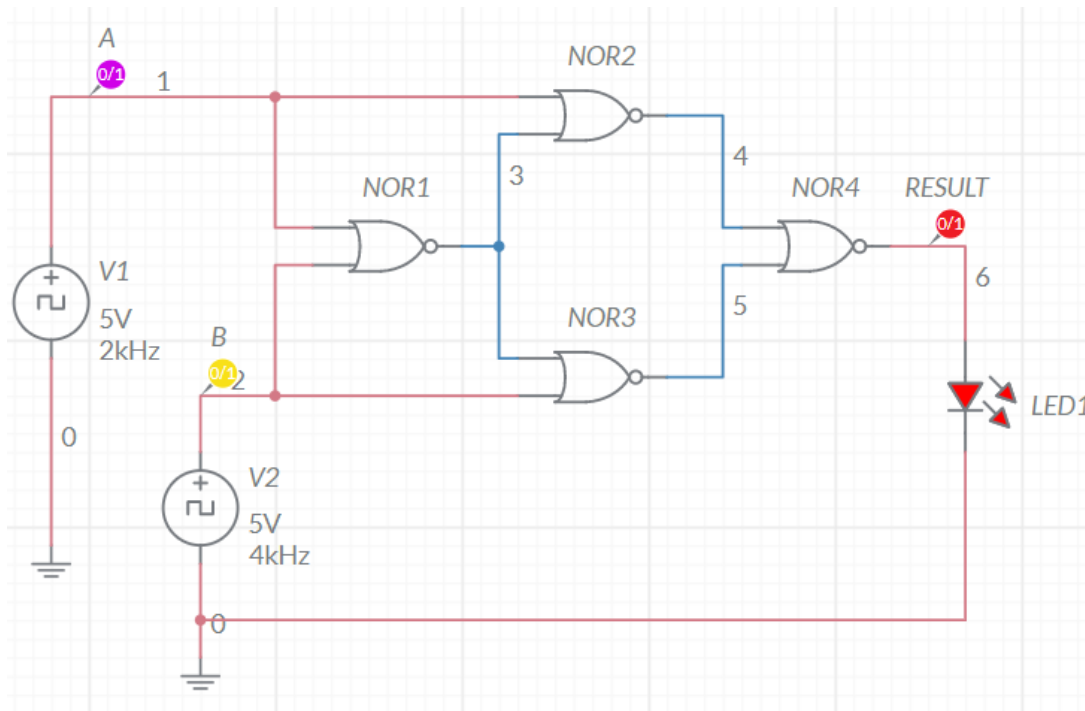 A
0/1
1
NOR2
3
4
NOR1
NOR4
RESULT
0/1
V1
5V
2kHz
6
NOR3
5
B
0/1
2
LED1
0
V2
5V
4kHz
0